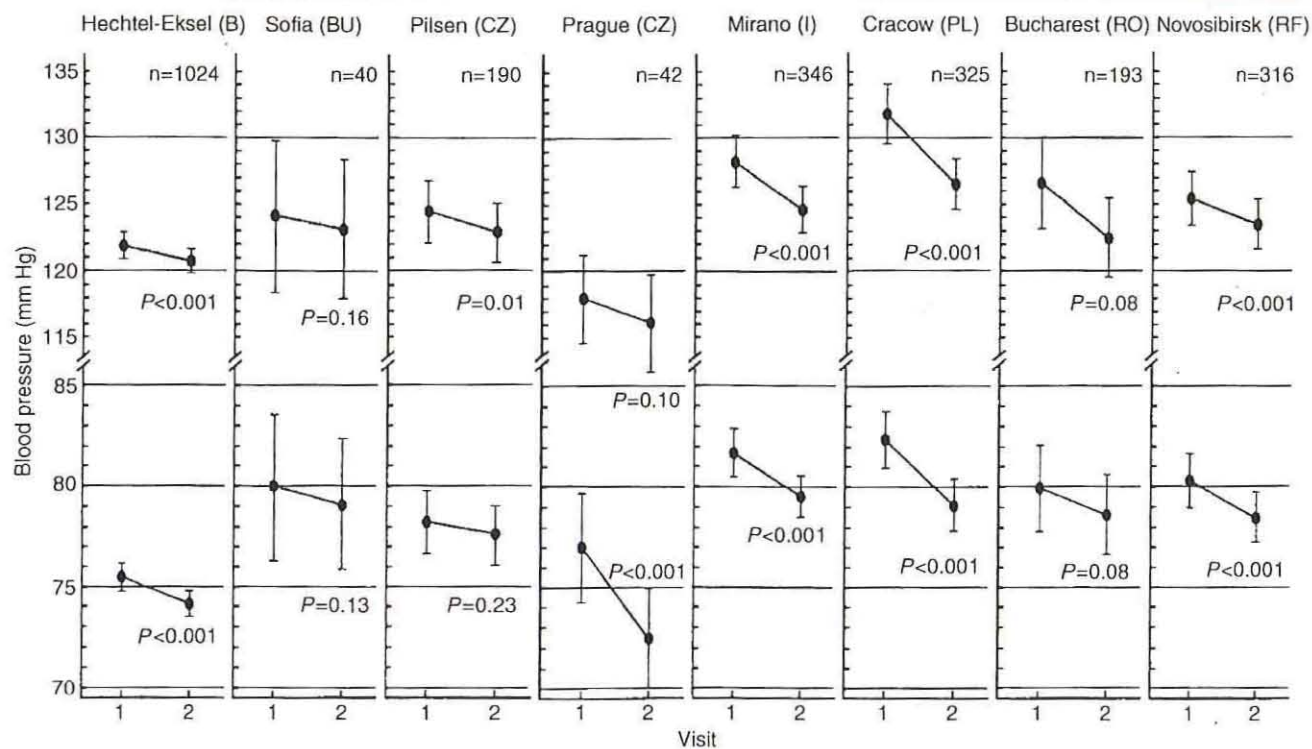 Hechtel-Eksel (B) Sofia (BU) Pilsen (CZ) Prague (CZ) Mirano (I) Cracow (PL) Bucharest (RO) Novosibirsk (RF)
135 n=1024 n=40 n=190 n=42 n=346 n=325 n=193 n=316
130
125
P<0.001 P<0.001
120
P<0.001 P=0.16 P=0.01 P=0.08 P<0.001
115
Blood pressure (mm Hg)
85
P=0.10
80
P<0.001
P<0.001 P<0.001 P=0.08 P<0.001
75
P<0.001 P=0.13 P=0.23
70
1 2 1 2 1 2 1 2 1 2 1 2 1 2 1 2
Visit